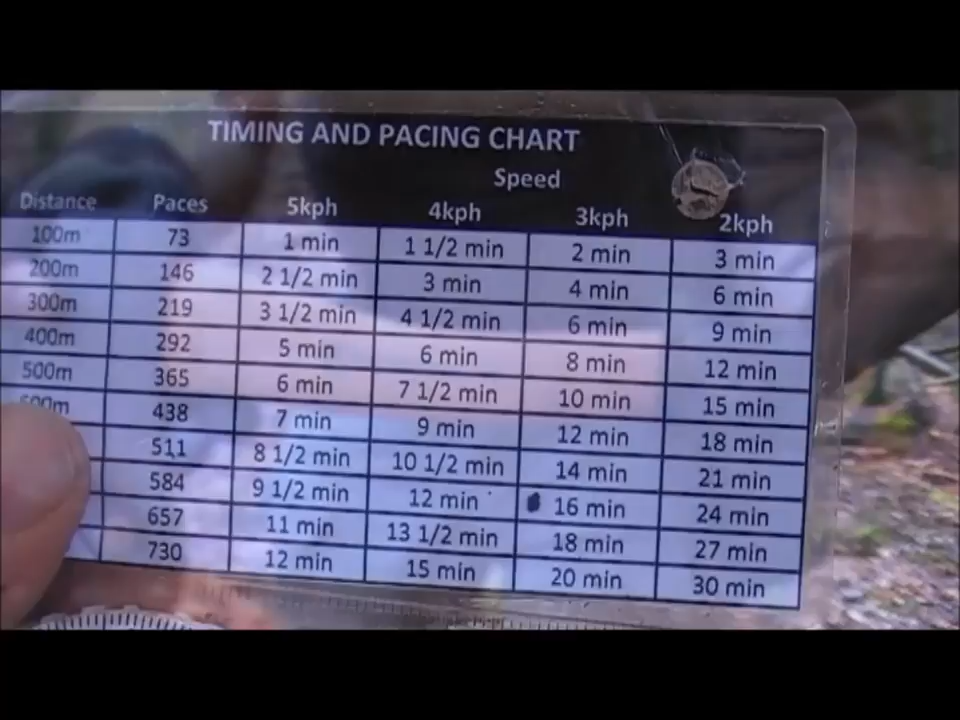 TIMING AND PACING CHART
Speed
Distance Paces 5kph 4kph 3kph 2kph
100m 73 1 min 1 1/2 min 2 min 3 min
200m 146 2 1/2 min 3 min 4 min 6 min
300m 219 3 1/2 min 4 1/2 min 6 min 9 min
400m 292 5 min 6 min 8 min 12 min
500m 365 6 min 7 1/2 min 10 min 15 min
600m 438 7 min 9 min 12 min 18 min
511 8 1/2 min 10 1/2 min 14 min 21 min
584 9 1/2 min 12 min 16 min 24 min
657 11 min 13 1/2 min 18 min 27 min
730 12 min 15 min 20 min 30 min